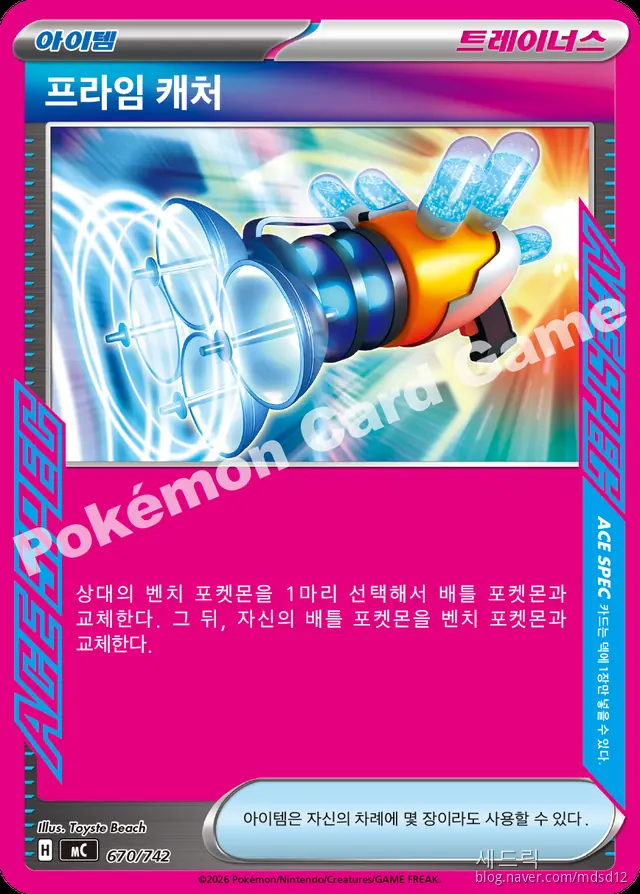 아이템
트레이너스
프라임 캐처
ACE SPEC
ACE SPEC
ACE SPEC 카드는 덱에 1장만 넣을 수 있다.
Pokémon Card Game
상대의 벤치 포켓몬을 1마리 선택해서 배틀 포켓몬과
교체한다. 그 뒤, 자신의 배틀 포켓몬을 벤치 포켓몬과
교체한다.
아이템은 자신의 차례에 몇 장이라도 사용할 수 있다.
Illus. Toyste Beach
H mC 670/742
©2026 Pokémon/Nintendo/Creatures/GAME FREAK.
세드릭
blog.naver.com/mdsd12